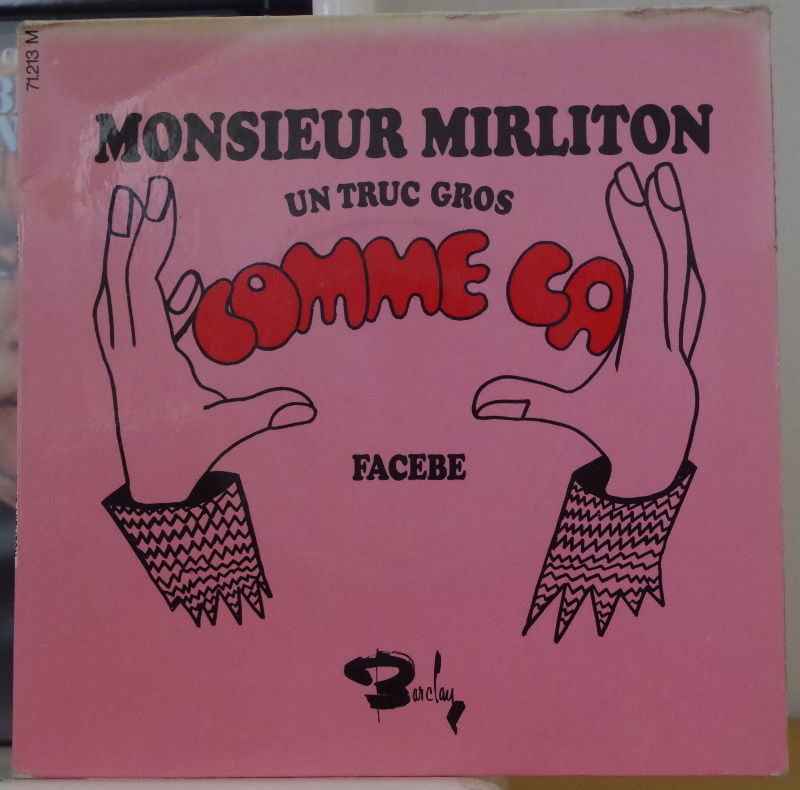 71.213 M
MONSIEUR MIRLITON
UN TRUC GROS
COMME CA
FACEBE
Barclay